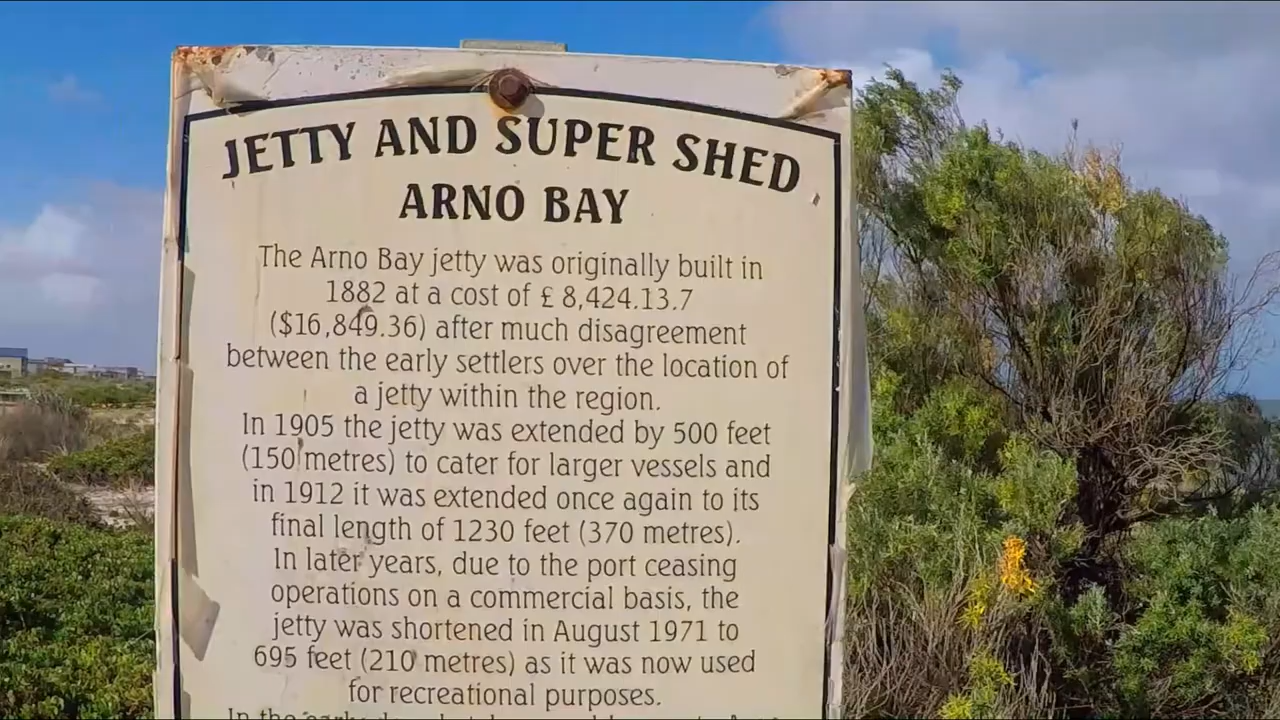 JETTY AND SUPER SHED
ARNO BAY
The Arno Bay jetty was originally built in
1882 at a cost of £ 8,424.13.7
($16,849.36) after much disagreement
between the early settlers over the location of
a jetty within the region.
In 1905 the jetty was extended by 500 feet
(150 metres) to cater for larger vessels and
in 1912 it was extended once again to its
final length of 1230 feet (370 metres).
In later years, due to the port ceasing
operations on a commercial basis, the
jetty was shortened in August 1971 to
695 feet (210 metres) as it was now used
for recreational purposes.
In the early